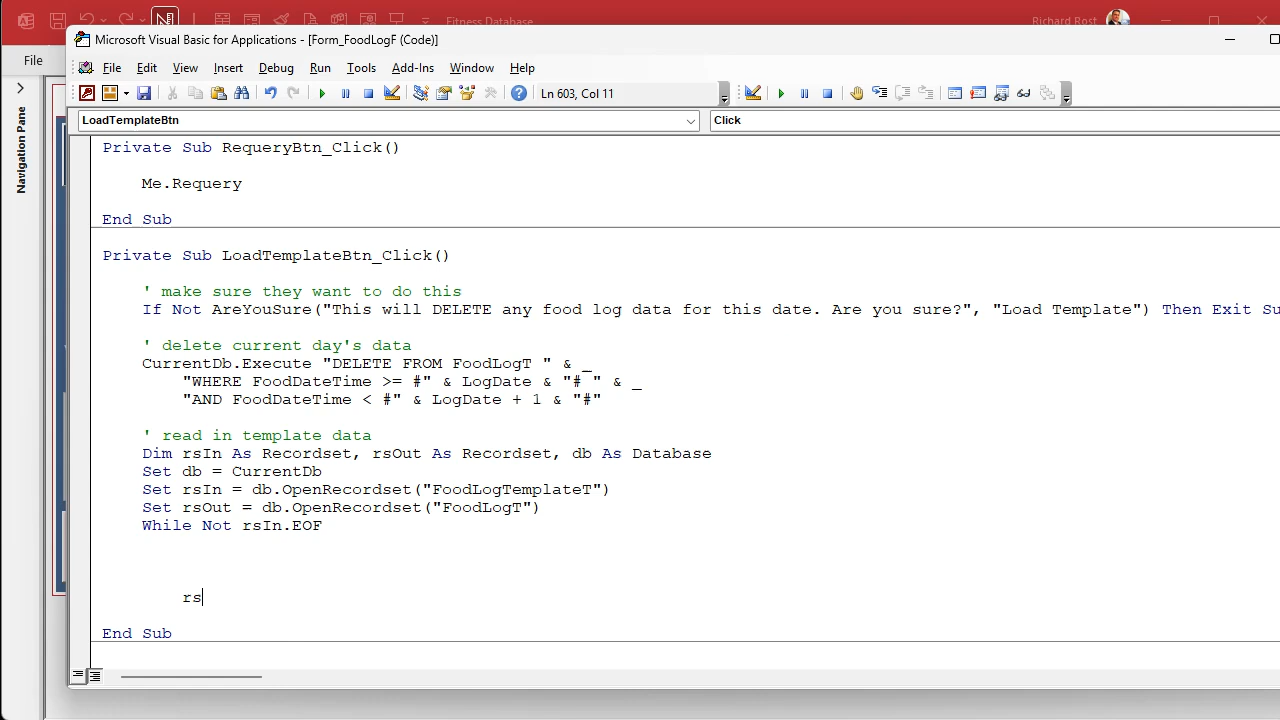 Fitness Database
Richard Rost
Microsoft Visual Basic for Applications - [Form_FoodLogF (Code)]
File
File Edit View Insert Debug Run Tools Add-Ins Window Help
Ln 603, Col 11
Navigation Pane
LoadTemplateBtn
Click
Private Sub RequeryBtn_Click()
Me.Requery
End Sub
Private Sub LoadTemplateBtn_Click()
' make sure they want to do this
If Not AreYouSure("This will DELETE any food log data for this date. Are you sure?", "Load Template") Then Exit Su
' delete current day's data
CurrentDb.Execute "DELETE FROM FoodLogT " & _
"WHERE FoodDateTime >= #" & LogDate & "# " & _
"AND FoodDateTime < #" & LogDate + 1 & "#"
' read in template data
Dim rsIn As Recordset, rsOut As Recordset, db As Database
Set db = CurrentDb
Set rsIn = db.OpenRecordset("FoodLogTemplateT")
Set rsOut = db.OpenRecordset("FoodLogT")
While Not rsIn.EOF
rs
End Sub